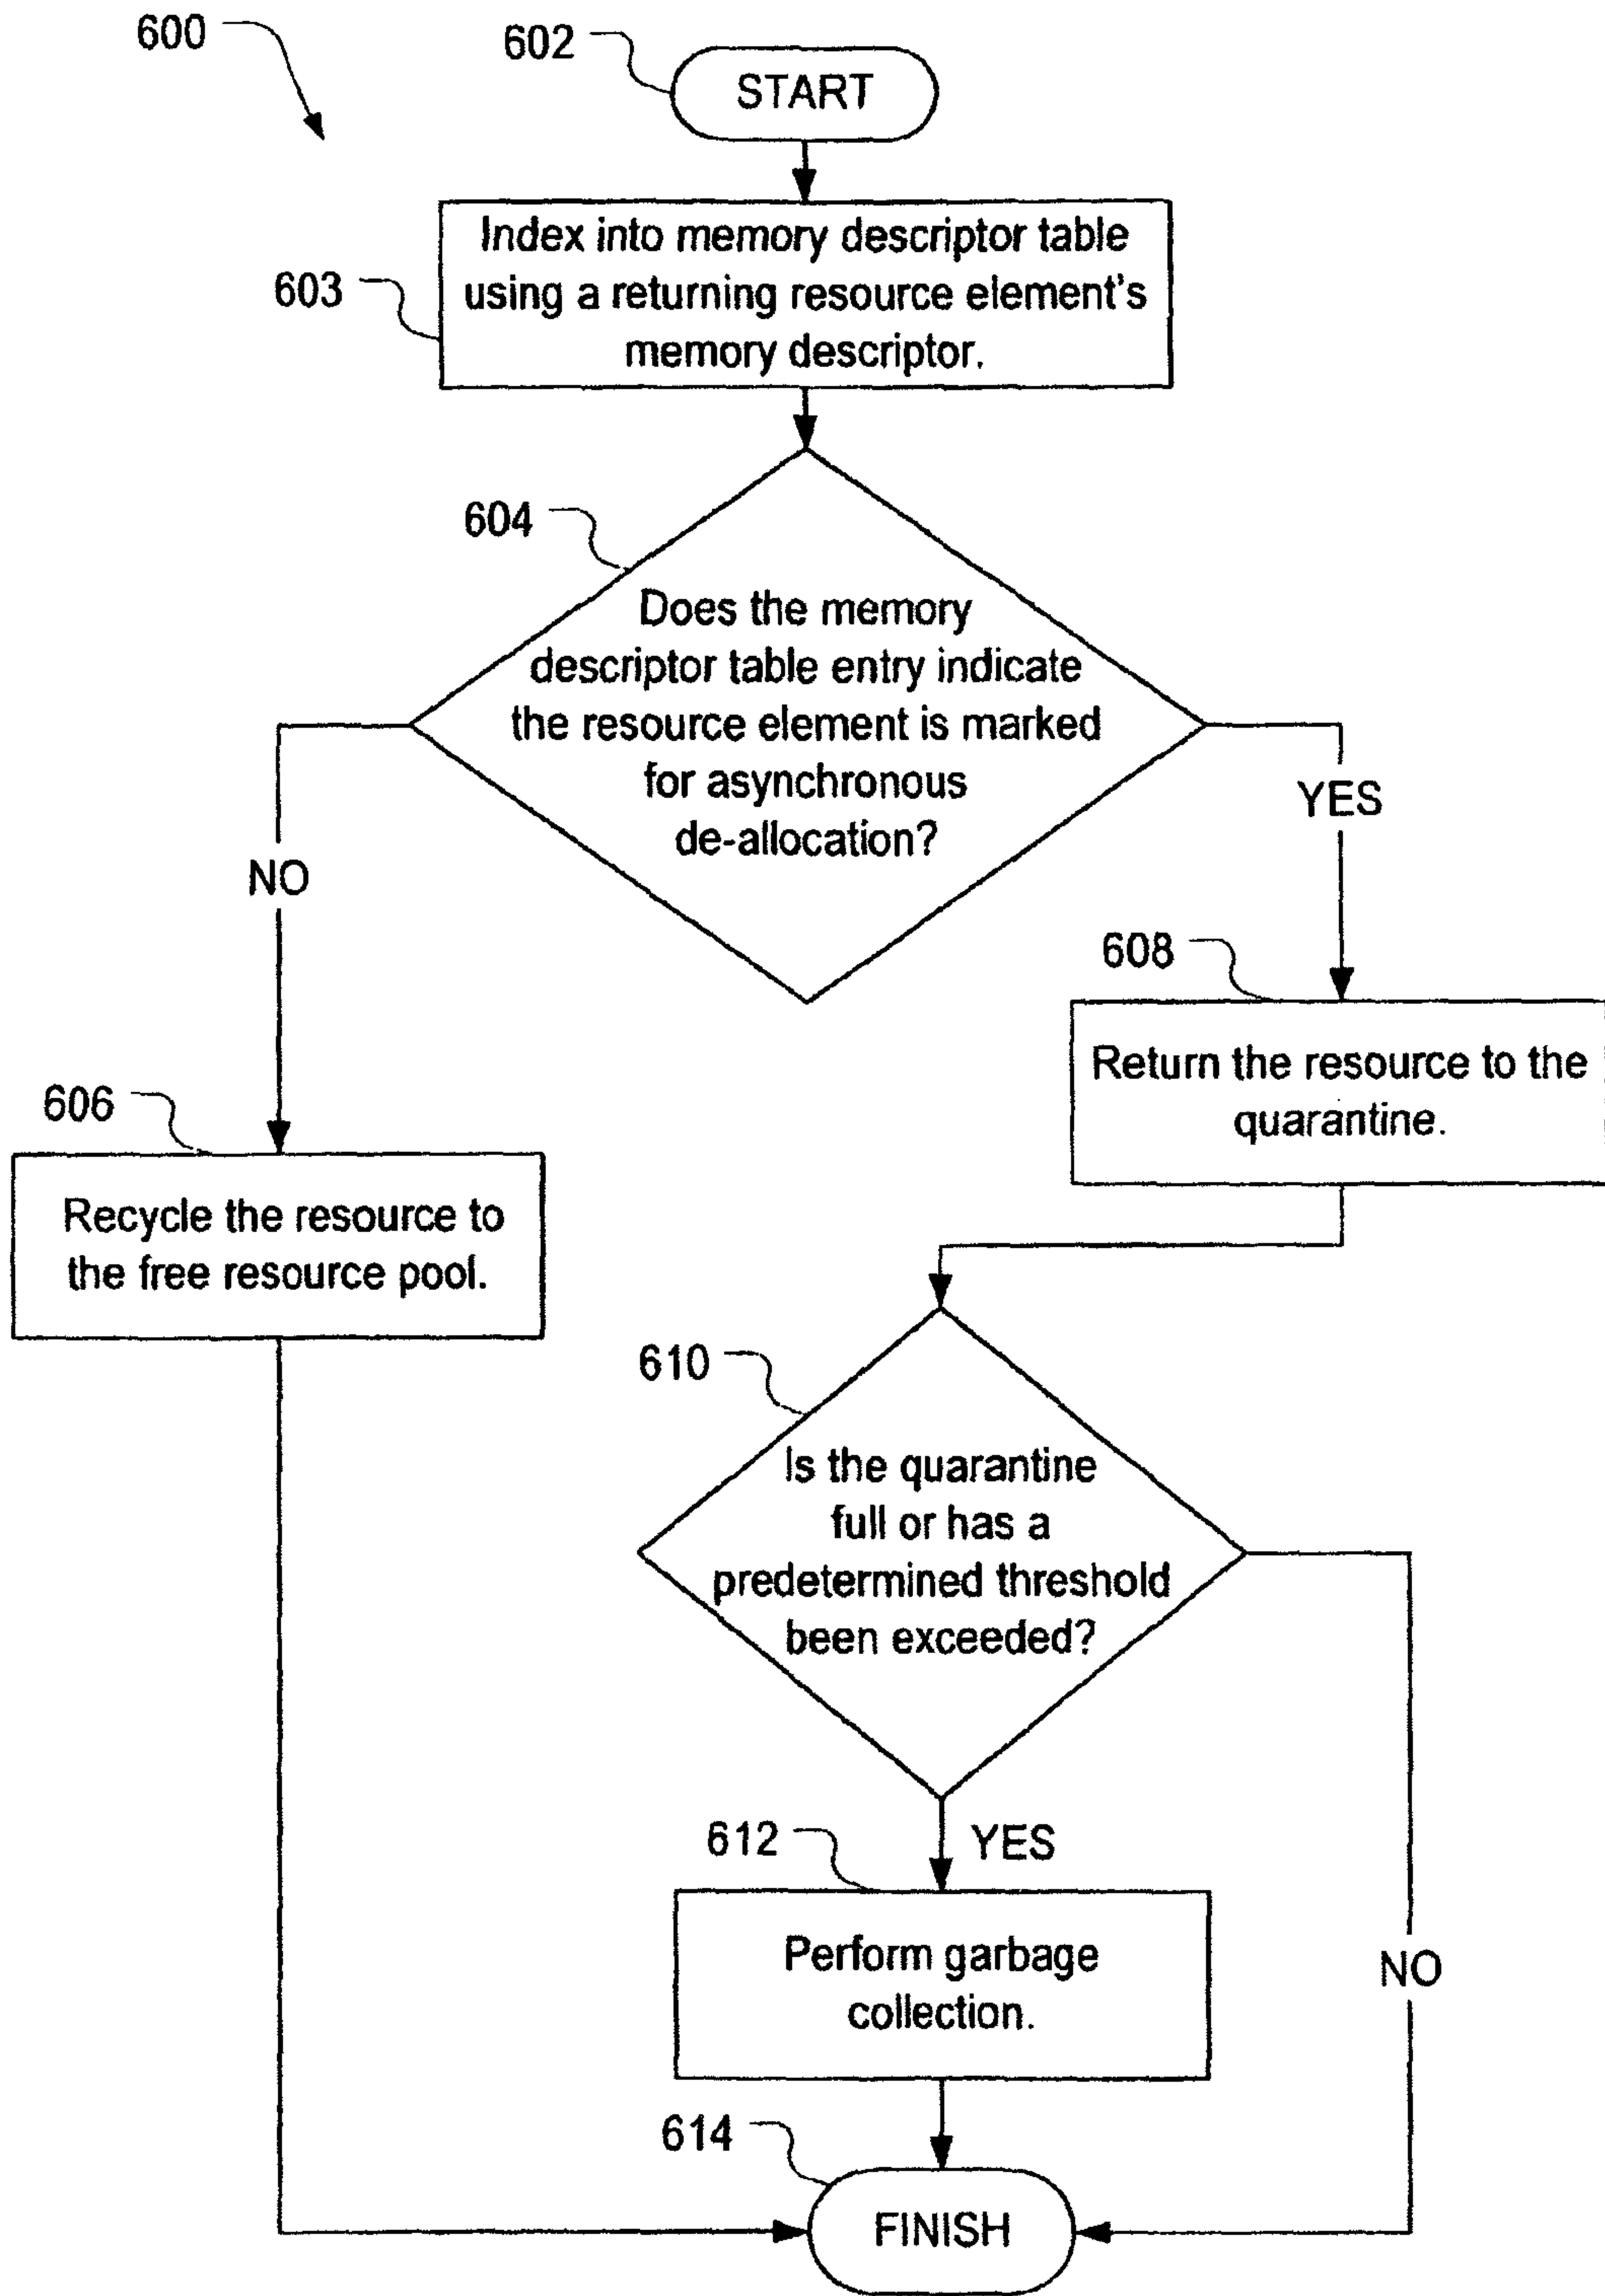 600
602
START
603
Index into memory descriptor table
using a returning resource element's
memory descriptor.
604
Does the memory
descriptor table entry indicate
the resource element is marked
for asynchronous
de-allocation?
YES
NO
608
Return the resource to the
quarantine.
606
Recycle the resource to
the free resource pool.
610
Is the quarantine
full or has a
predetermined threshold
been exceeded?
612
YES
Perform garbage
collection.
NO
614
FINISH